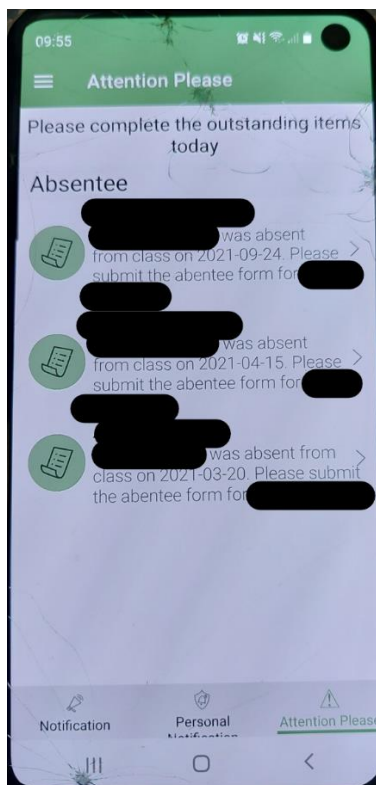 09:55
Attention Please
Please complete the outstanding items
today
Absentee
was absent
from class on 2021-09-24. Please
submit the abentee form for
was absent
from class on 2021-04-15. Please
submit the abentee form for
was absent from
class on 2021-03-20. Please submit
the abentee form for
Notification
Personal
Notification
Attention Please